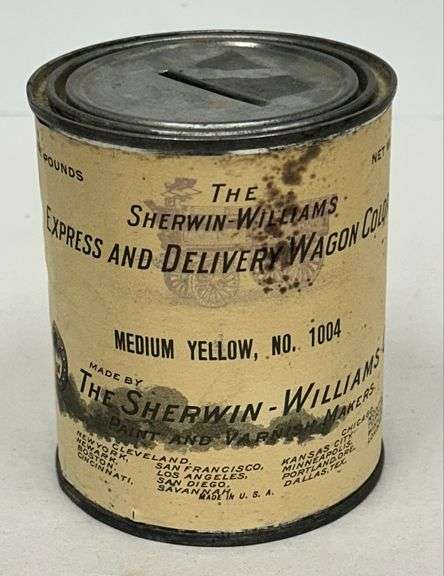 POUNDS
NET
THE
SHERWIN-WILLIAMS
EXPRESS AND DELIVERY WAGON COLO
MEDIUM YELLOW, NO. 1004
MADE BY
THE SHERWIN-WILLIAMS
PAINT AND VARNISH MAKERS.
CLEVELAND,
NEW YORK,
NEWARK,
BOSTON,
CINCINNATI,
SAN FRANCISCO,
LOS ANGELES,
SAN DIEGO,
SAVANNAH,
CHICAGO
KANSAS CITY
MINNEAPOLIS,
PORTLAND, ORE.
DALLAS, TEX.
MADE IN U.S.A.